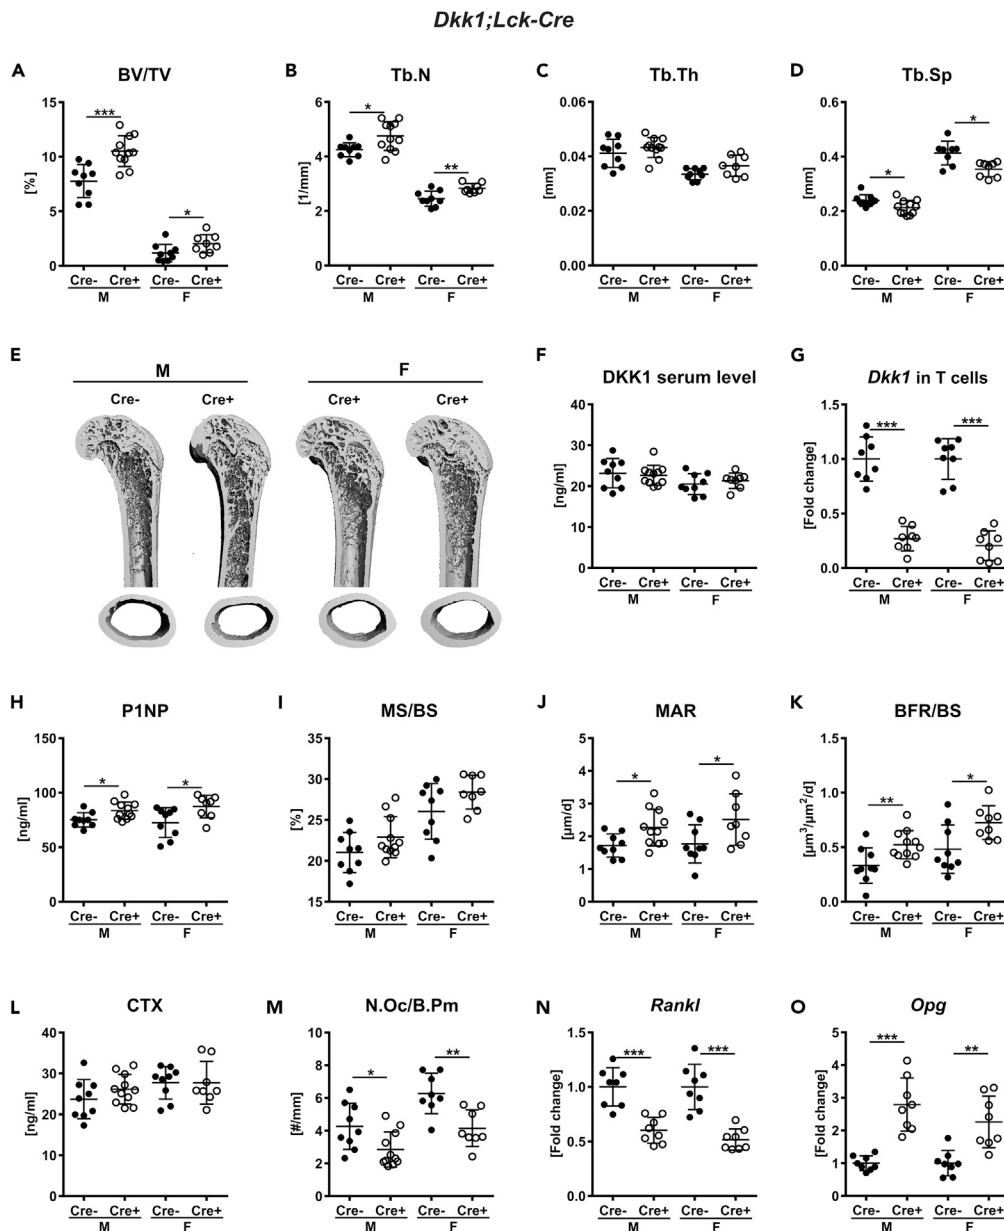 Dkk1;Lck-Cre
A BV/TV
B Tb.N
C Tb.Th
D Tb.Sp
15
10
5
0
[%]
***
*
Cre- Cre+ Cre- Cre+
M F
6
4
2
0
[1/mm]
*
**
Cre- Cre+ Cre- Cre+
M F
0.06
0.04
0.02
0.00
[mm]
Cre- Cre+ Cre- Cre+
M F
0.6
0.4
0.2
0.0
[mm]
*
*
Cre- Cre+ Cre- Cre+
M F
E
M F
Cre- Cre+ Cre+ Cre+
F DKK1 serum level
40
30
20
10
0
[ng/ml]
Cre- Cre+ Cre- Cre+
M F
G Dkk1 in T cells
1.5
1.0
0.5
0.0
[Fold change]
***
***
Cre- Cre+ Cre- Cre+
M F
H P1NP
150
100
50
0
[ng/ml]
*
*
Cre- Cre+ Cre- Cre+
M F
I MS/BS
35
30
25
20
15
[%]
Cre- Cre+ Cre- Cre+
M F
J MAR
5
4
3
2
1
0
[µm/d]
*
*
Cre- Cre+ Cre- Cre+
M F
K BFR/BS
1.5
1.0
0.5
0.0
[µm³/µm²/d]
**
*
Cre- Cre+ Cre- Cre+
M F
L CTX
40
30
20
10
0
[ng/ml]
Cre- Cre+ Cre- Cre+
M F
M N.Oc/B.Pm
10
8
6
4
2
0
[#/mm]
*
**
Cre- Cre+ Cre- Cre+
M F
N Rankl
1.5
1.0
0.5
0.0
[Fold change]
***
***
Cre- Cre+ Cre- Cre+
M F
O Opg
5
4
3
2
1
0
[Fold change]
***
**
Cre- Cre+ Cre- Cre+
M F